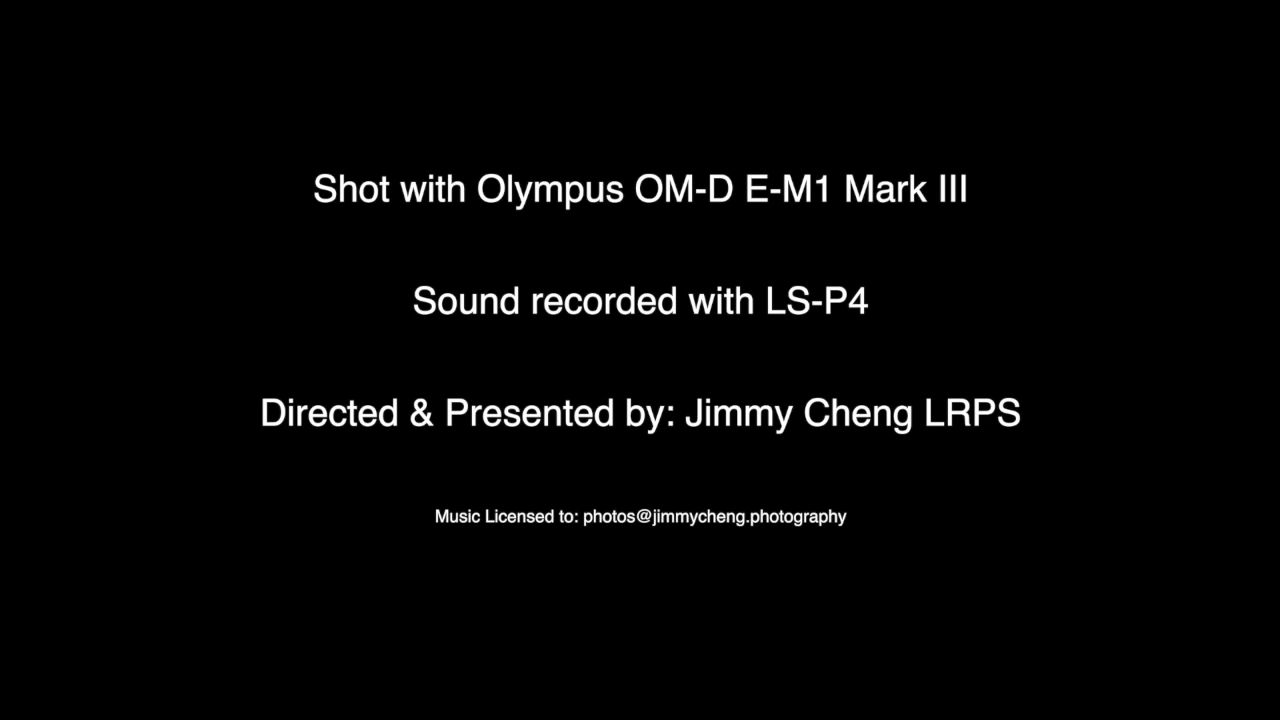 Shot with Olympus OM-D E-M1 Mark III
Sound recorded with LS-P4
Directed & Presented by: Jimmy Cheng LRPS
Music Licensed to: photos@jimmycheng.photography